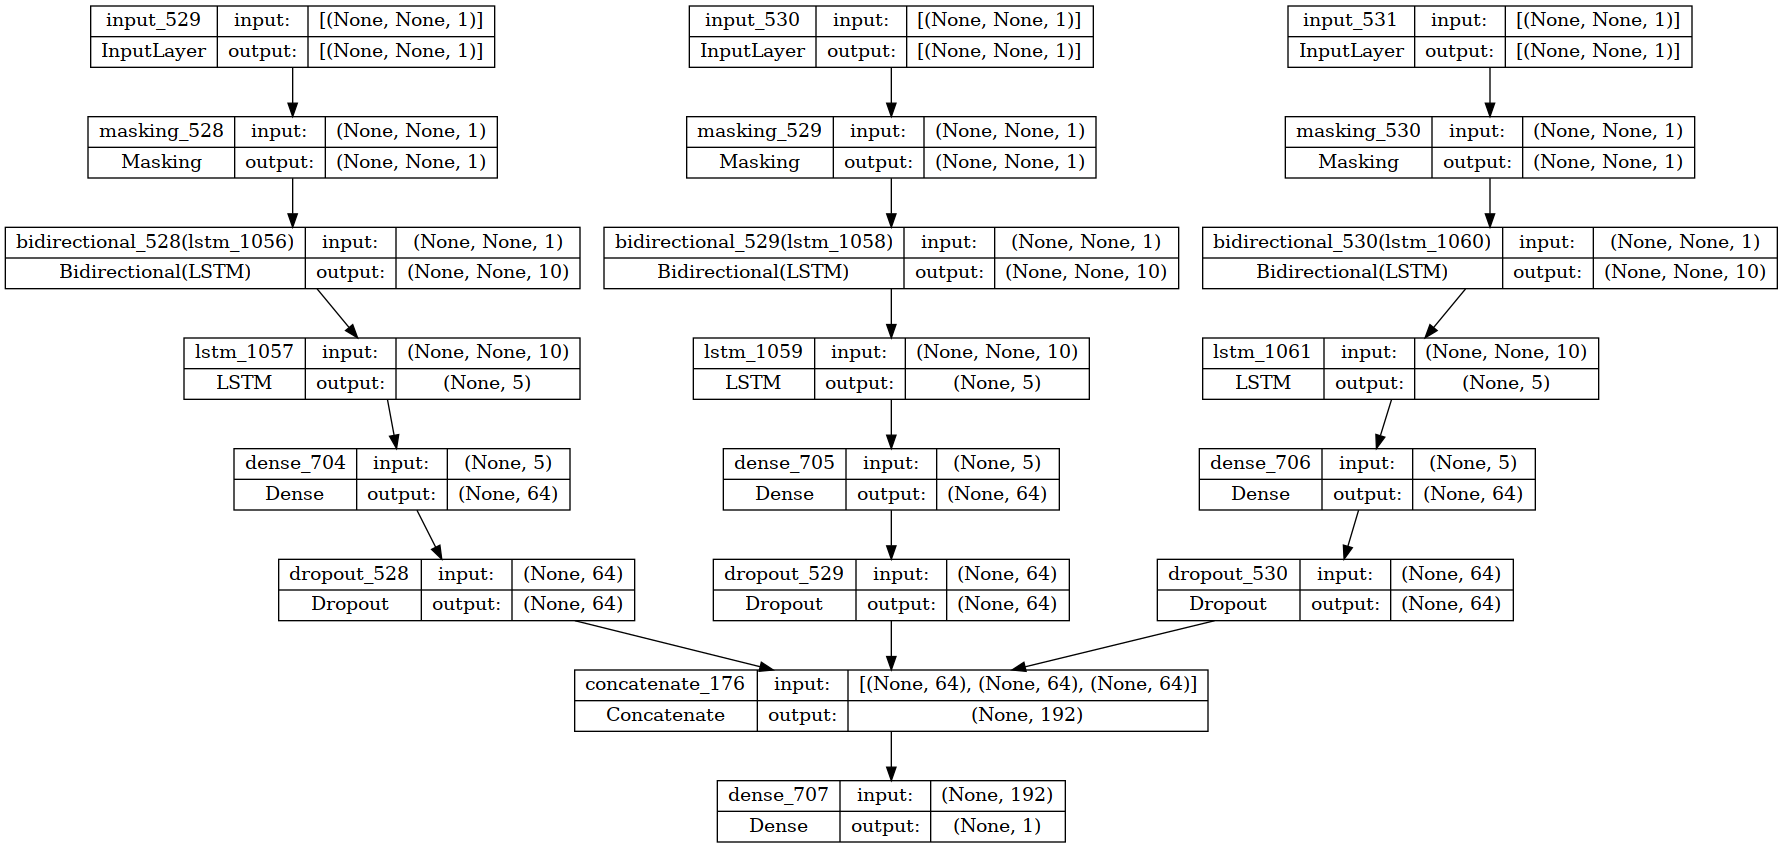 input_529 input: [(None, None, 1)]
InputLayer output: [(None, None, 1)]
input_530 input: [(None, None, 1)]
InputLayer output: [(None, None, 1)]
input_531 input: [(None, None, 1)]
InputLayer output: [(None, None, 1)]
masking_528 input: (None, None, 1)
Masking output: (None, None, 1)
masking_529 input: (None, None, 1)
Masking output: (None, None, 1)
masking_530 input: (None, None, 1)
Masking output: (None, None, 1)
bidirectional_528(lstm_1056) input: (None, None, 1)
Bidirectional(LSTM) output: (None, None, 10)
bidirectional_529(lstm_1058) input: (None, None, 1)
Bidirectional(LSTM) output: (None, None, 10)
bidirectional_530(lstm_1060) input: (None, None, 1)
Bidirectional(LSTM) output: (None, None, 10)
lstm_1057 input: (None, None, 10)
LSTM output: (None, 5)
lstm_1059 input: (None, None, 10)
LSTM output: (None, 5)
lstm_1061 input: (None, None, 10)
LSTM output: (None, 5)
dense_704 input: (None, 5)
Dense output: (None, 64)
dense_705 input: (None, 5)
Dense output: (None, 64)
dense_706 input: (None, 5)
Dense output: (None, 64)
dropout_528 input: (None, 64)
Dropout output: (None, 64)
dropout_529 input: (None, 64)
Dropout output: (None, 64)
dropout_530 input: (None, 64)
Dropout output: (None, 64)
concatenate_176 input: [(None, 64), (None, 64), (None, 64)]
Concatenate output: (None, 192)
dense_707 input: (None, 192)
Dense output: (None, 1)